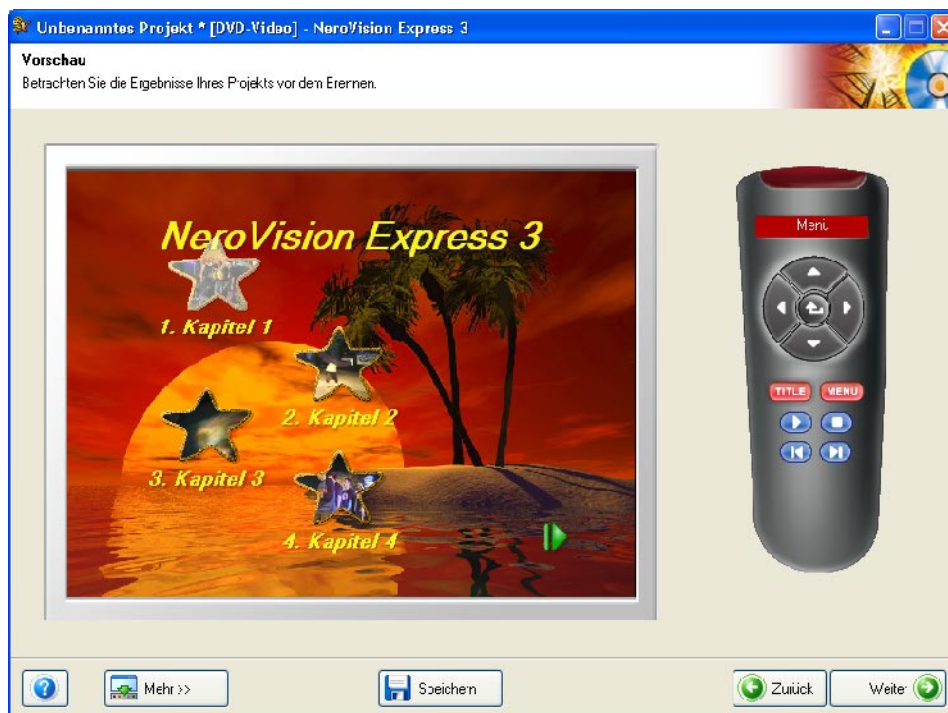 Unbenanntes Projekt * [DVD-Video] - NeroVision Express 3
Vorschau
Betrachten Sie die Ergebnisse Ihres Projekts vor dem Brennen.
NeroVision Express 3
1. Kapitel 1
2. Kapitel 2
3. Kapitel 3
4. Kapitel 4
Menü
TITLE MENU
Mehr >>
Speichern
Zurück
Weiter